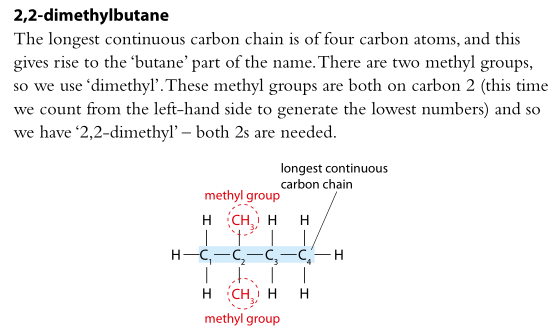 2,2-dimethylbutane
The longest continuous carbon chain is of four carbon atoms, and this
gives rise to the ‘butane’ part of the name. There are two methyl groups,
so we use ‘dimethyl’. These methyl groups are both on carbon 2 (this time
we count from the left-hand side to generate the lowest numbers) and so
we have ‘2,2-dimethyl’ – both 2s are needed.
longest continuous
carbon chain
methyl group
H CH₃ H H
H–C₁–C₂–C₃–C₄–H
H CH₃ H H
methyl group